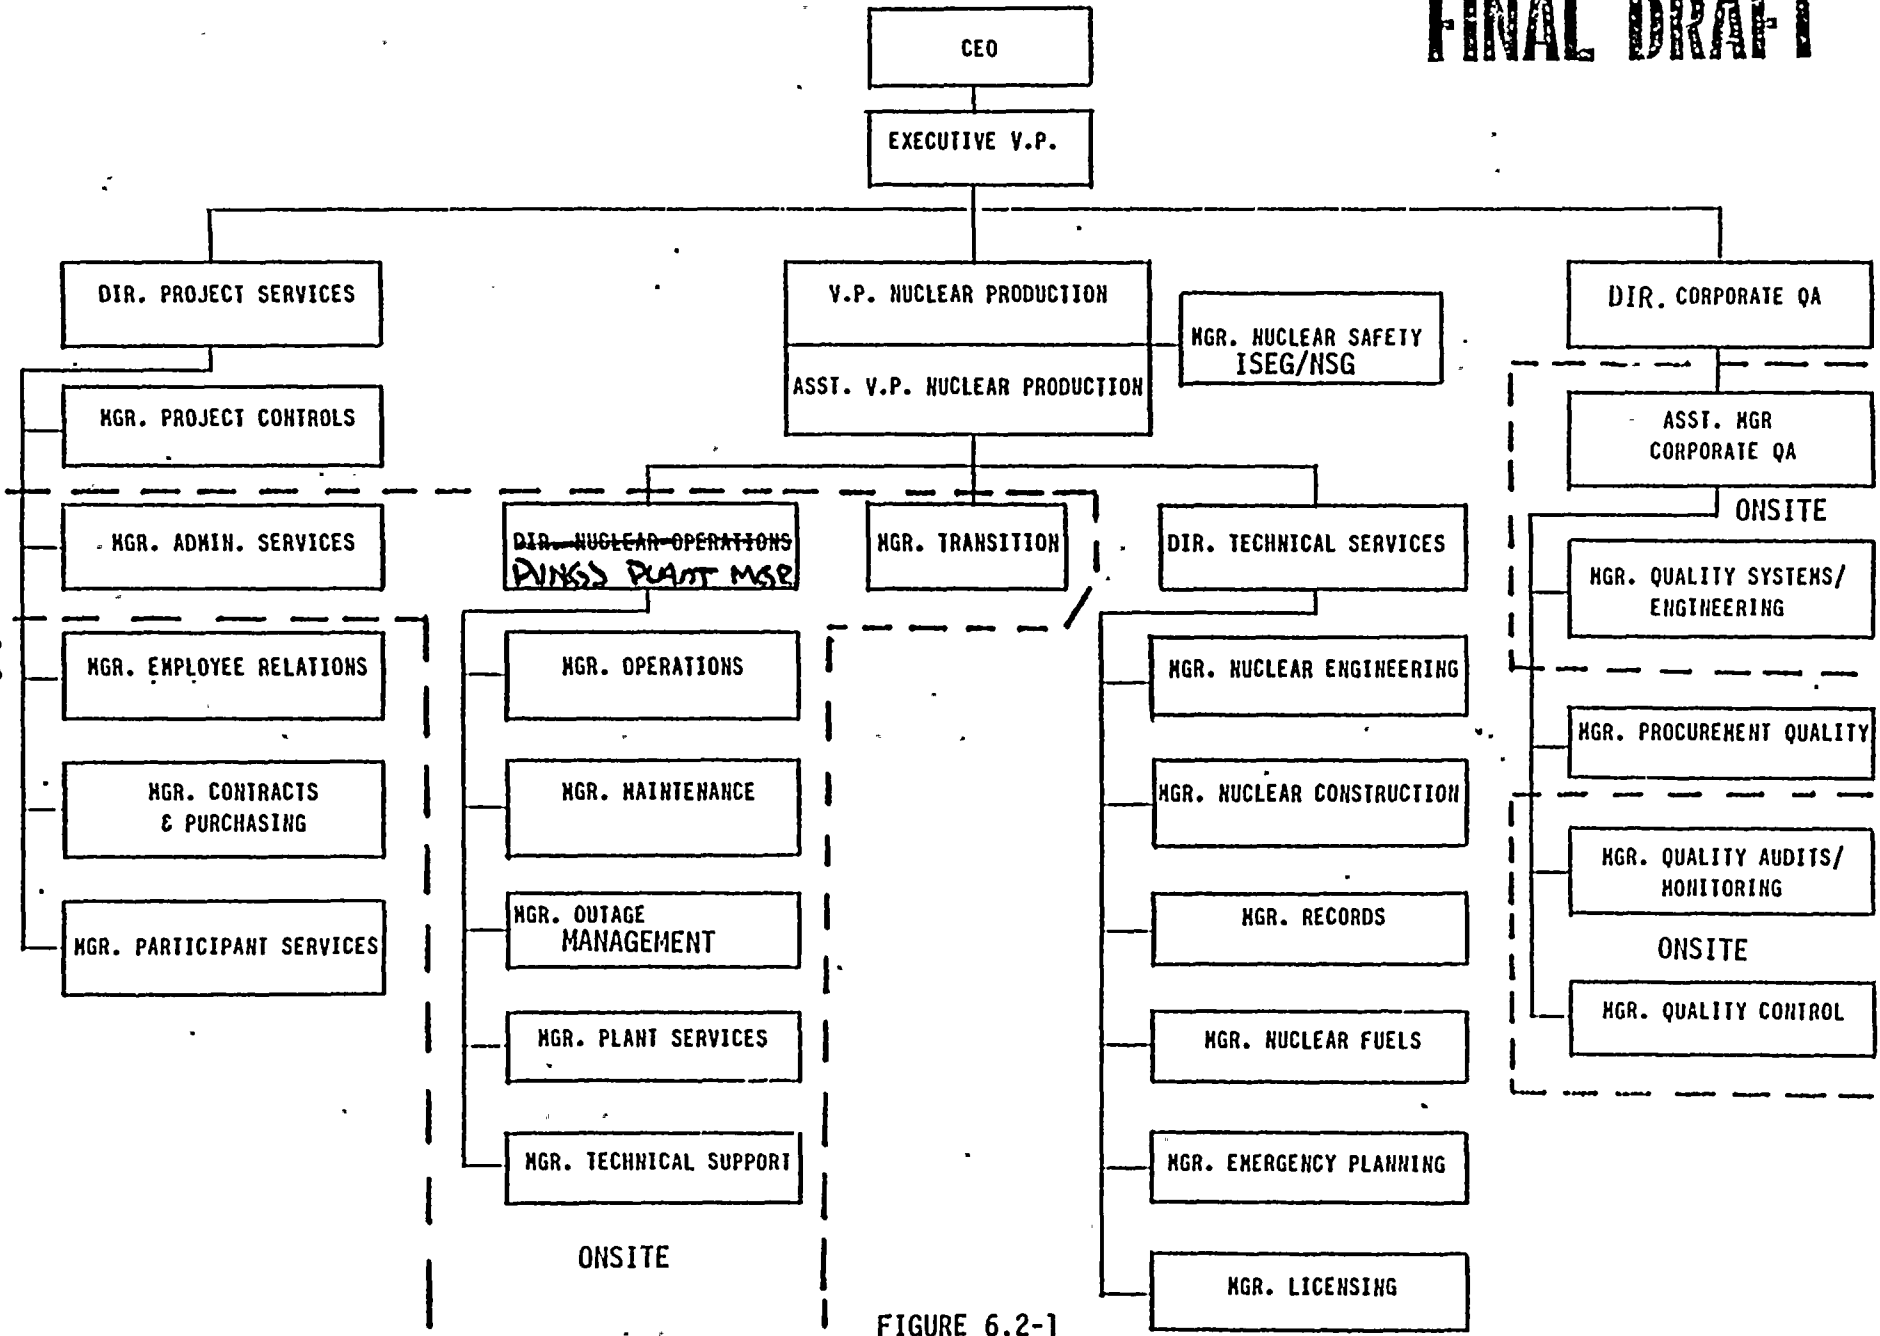 FINAL DRAFT
CEO
EXECUTIVE V.P.
DIR. PROJECT SERVICES
MGR. PROJECT CONTROLS
MGR. ADMIN. SERVICES
MGR. EMPLOYEE RELATIONS
MGR. CONTRACTS
& PURCHASING
MGR. PARTICIPANT SERVICES
V.P. NUCLEAR PRODUCTION
ASST. V.P. NUCLEAR PRODUCTION
MGR. NUCLEAR SAFETY
ISEG/NSG
DIR. NUCLEAR OPERATIONS
PVNGS PLANT MGR
MGR. OPERATIONS
MGR. MAINTENANCE
MGR. OUTAGE
MANAGEMENT
MGR. PLANT SERVICES
MGR. TECHNICAL SUPPORT
ONSITE
MGR. TRANSITION
DIR. TECHNICAL SERVICES
MGR. NUCLEAR ENGINEERING
MGR. NUCLEAR CONSTRUCTION
MGR. RECORDS
MGR. NUCLEAR FUELS
MGR. EMERGENCY PLANNING
MGR. LICENSING
DIR. CORPORATE QA
ASST. MGR
CORPORATE QA
ONSITE
MGR. QUALITY SYSTEMS/
ENGINEERING
MGR. PROCUREMENT QUALITY
MGR. QUALITY AUDITS/
MONITORING
ONSITE
MGR. QUALITY CONTROL
FIGURE 6.2-1